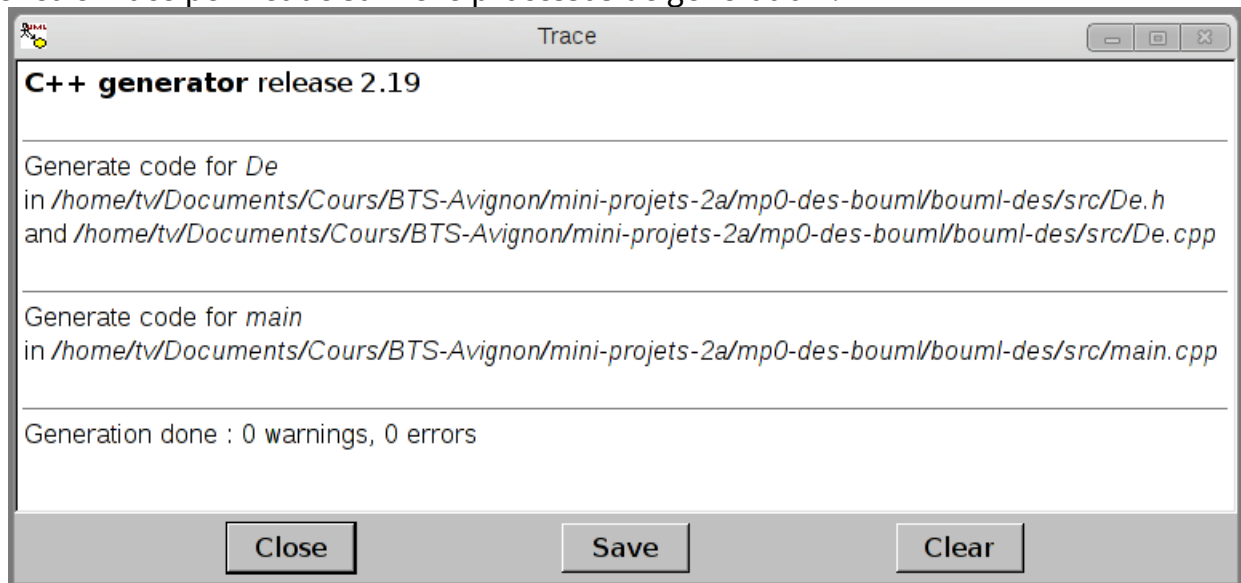 Trace
C++ generator release 2.19
Generate code for De
in /home/tv/Documents/Cours/BTS-Avignon/mini-projets-2a/mp0-des-bouml/bouml-des/src/De.h
and /home/tv/Documents/Cours/BTS-Avignon/mini-projets-2a/mp0-des-bouml/bouml-des/src/De.cpp
Generate code for main
in /home/tv/Documents/Cours/BTS-Avignon/mini-projets-2a/mp0-des-bouml/bouml-des/src/main.cpp
Generation done : 0 warnings, 0 errors
Close Save Clear